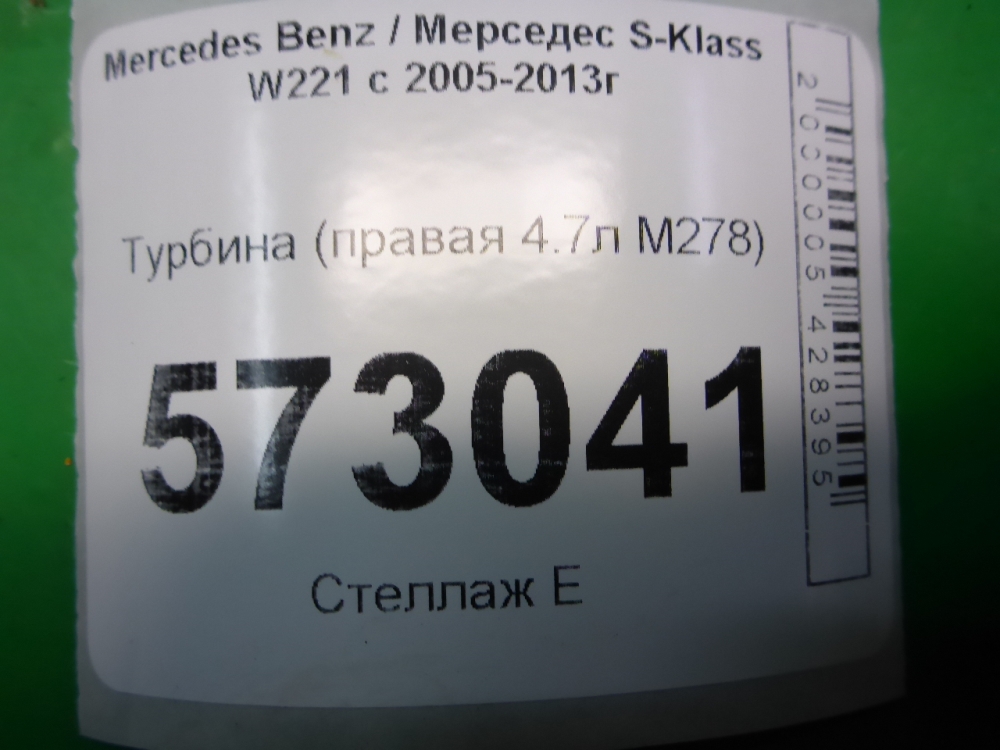 Mercedes Benz / Мерседес S-Klass
W221 с 2005-2013г
Турбина (правая 4.7л M278)
573041
Стеллаж Е
2000005428395